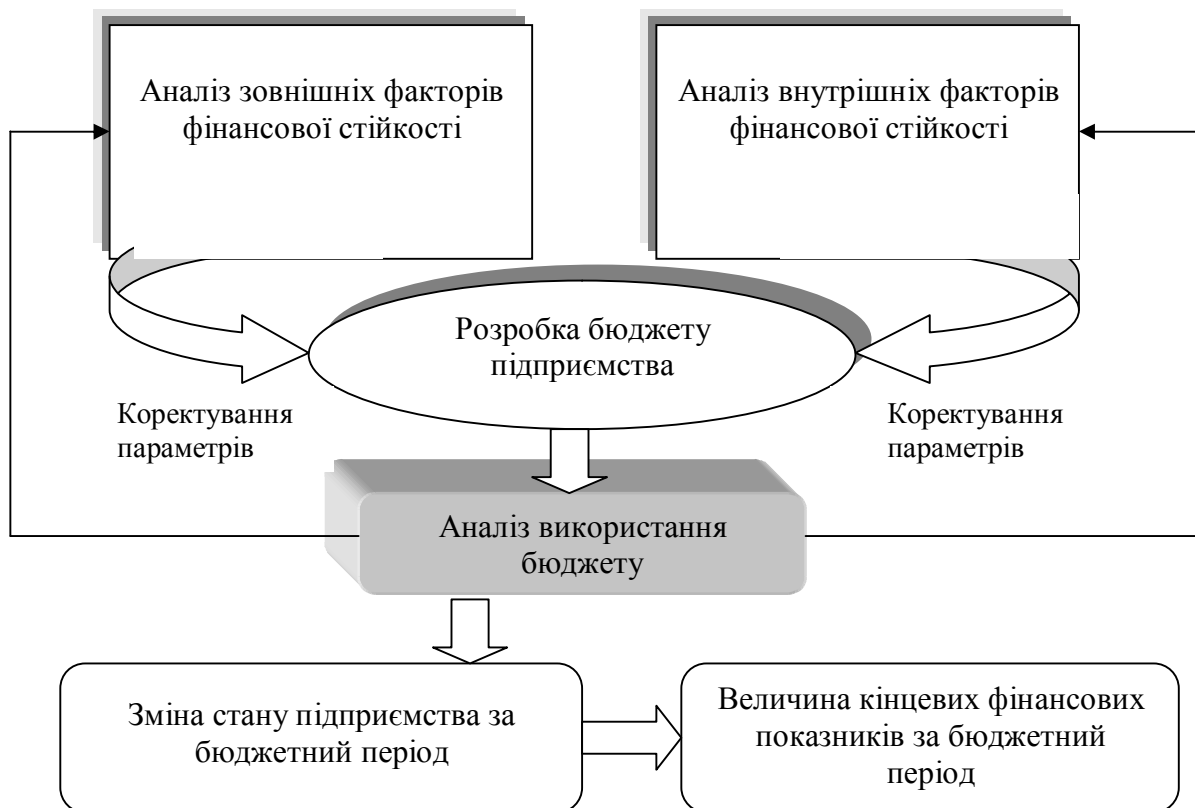 Аналіз зовнішніх факторів
фінансової стійкості
Аналіз внутрішніх факторів
фінансової стійкості
Розробка бюджету
підприємства
Коректування
параметрів
Коректування
параметрів
Аналіз використання
бюджету
Зміна стану підприємства за
бюджетний період
Величина кінцевих фінансових
показників за бюджетний
період